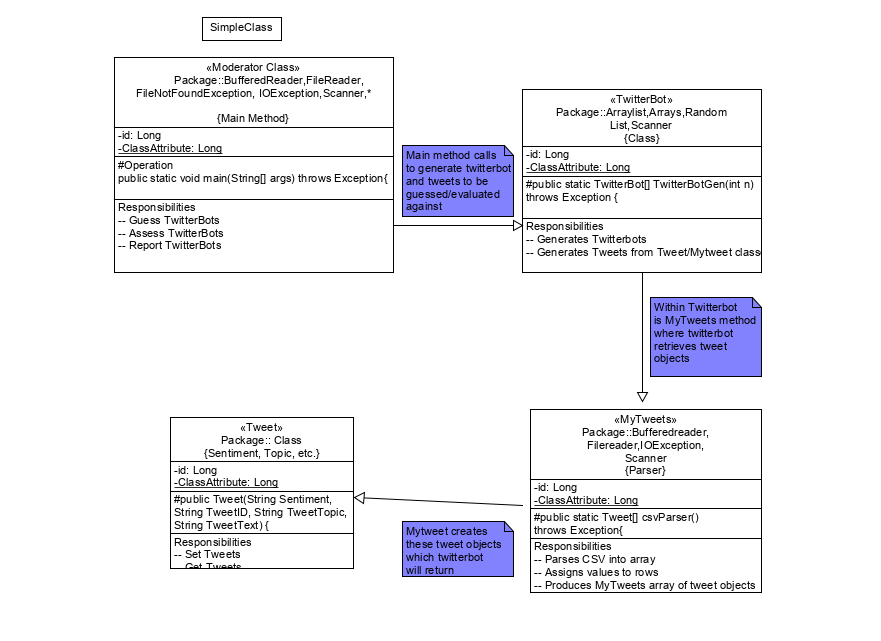 SimpleClass
«Moderator Class»
Package::BufferedReader,FileReader,
FileNotFoundException, IOException,Scanner,*
{Main Method}
-id: Long
-ClassAttribute: Long
#Operation
public static void main(String[] args) throws Exception{
Responsibilities
-- Guess TwitterBots
-- Assess TwitterBots
-- Report TwitterBots
Main method calls
to generate twitterbot
and tweets to be
guessed/evaluated
against
«TwitterBot»
Package::Arraylist,Arrays,Random
List,Scanner
{Class}
-id: Long
-ClassAttribute: Long
#public static TwitterBot[] TwitterBotGen(int n)
throws Exception {
Responsibilities
-- Generates Twitterbots
-- Generates Tweets from Tweet/Mytweet class
Within Twitterbot
is MyTweets method
where twitterbot
retrieves tweet
objects
«Tweet»
Package:: Class
{Sentiment, Topic, etc.}
-id: Long
-ClassAttribute: Long
#public Tweet(String Sentiment,
String TweetID, String TweetTopic,
String TweetText) {
Responsibilities
-- Set Tweets
-- Get Tweets
Mytweet creates
these tweet objects
which twitterbot
will return
«MyTweets»
Package::Bufferedreader,
Filereader,IOException,
Scanner
{Parser}
-id: Long
-ClassAttribute: Long
#public static Tweet[] csvParser()
throws Exception{
Responsibilities
-- Parses CSV into array
-- Assigns values to rows
-- Produces MyTweets array of tweet objects